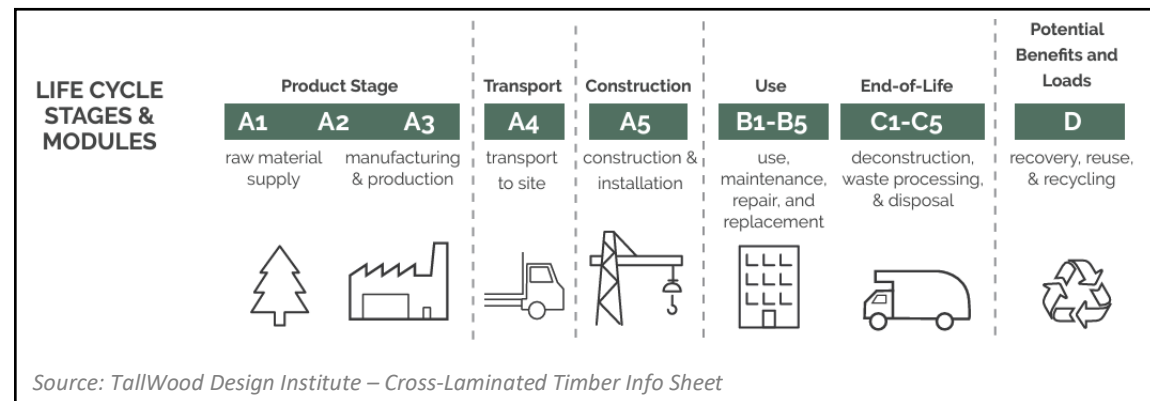 LIFE CYCLE
STAGES &
MODULES
Product Stage
A1 A2 A3
raw material
supply
manufacturing
& production
Transport
A4
transport
to site
Construction
A5
construction &
installation
Use
B1-B5
use,
maintenance,
repair, and
replacement
End-of-Life
C1-C5
deconstruction,
waste processing,
& disposal
Potential
Benefits and
Loads
D
recovery, reuse,
& recycling
Source: TallWood Design Institute – Cross-Laminated Timber Info Sheet